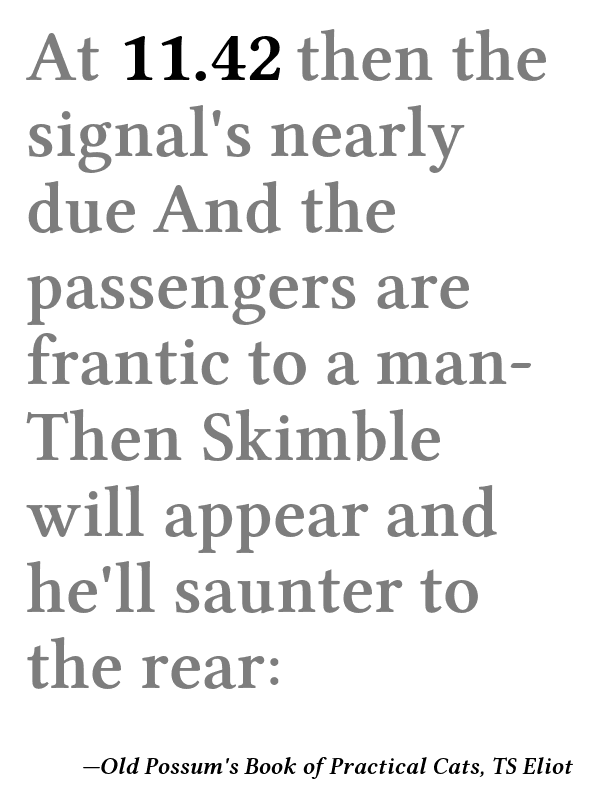 At 11.42 then the
signal's nearly
due And the
passengers are
frantic to a man-
Then Skimble
will appear and
he'll saunter to
the rear:
—Old Possum's Book of Practical Cats, TS Eliot